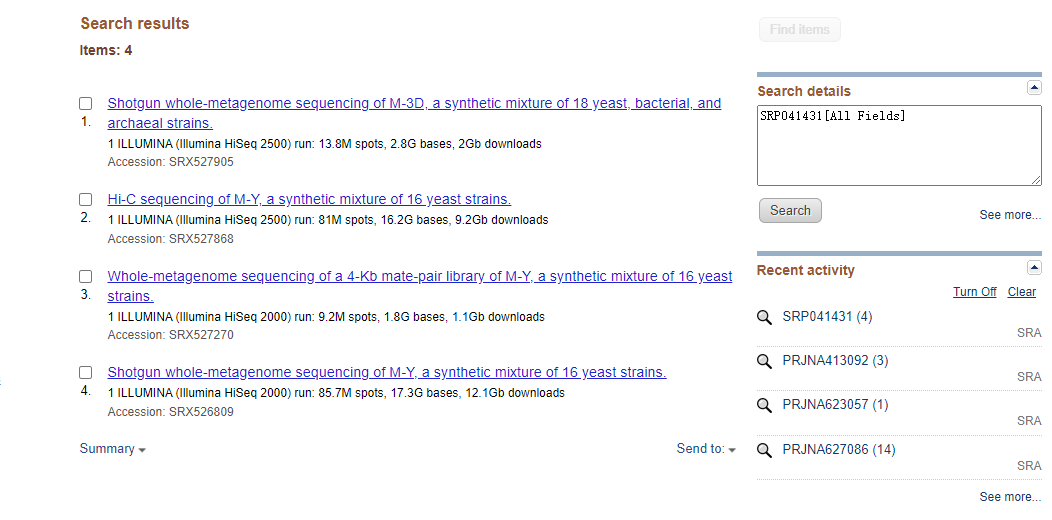 Search results
Items: 4
Shotgun whole-metagenome sequencing of M-3D, a synthetic mixture of 18 yeast, bacterial, and
archaeal strains.
1.
1 ILLUMINA (Illumina HiSeq 2500) run: 13.8M spots, 2.8G bases, 2Gb downloads
Accession: SRX527905
Hi-C sequencing of M-Y, a synthetic mixture of 16 yeast strains.
2.
1 ILLUMINA (Illumina HiSeq 2500) run: 81M spots, 16.2G bases, 9.2Gb downloads
Accession: SRX527868
Whole-metagenome sequencing of a 4-Kb mate-pair library of M-Y, a synthetic mixture of 16 yeast
strains.
3.
1 ILLUMINA (Illumina HiSeq 2000) run: 9.2M spots, 1.8G bases, 1.1Gb downloads
Accession: SRX527270
Shotgun whole-metagenome sequencing of M-Y, a synthetic mixture of 16 yeast strains.
4.
1 ILLUMINA (Illumina HiSeq 2000) run: 85.7M spots, 17.3G bases, 12.1Gb downloads
Accession: SRX526809
Summary
Send to:
Find items
Search details
SRP041431[All Fields]
Search
See more...
Recent activity
Turn Off Clear
SRP041431 (4)
SRA
PRJNA413092 (3)
SRA
PRJNA623057 (1)
SRA
PRJNA627086 (14)
SRA
See more...